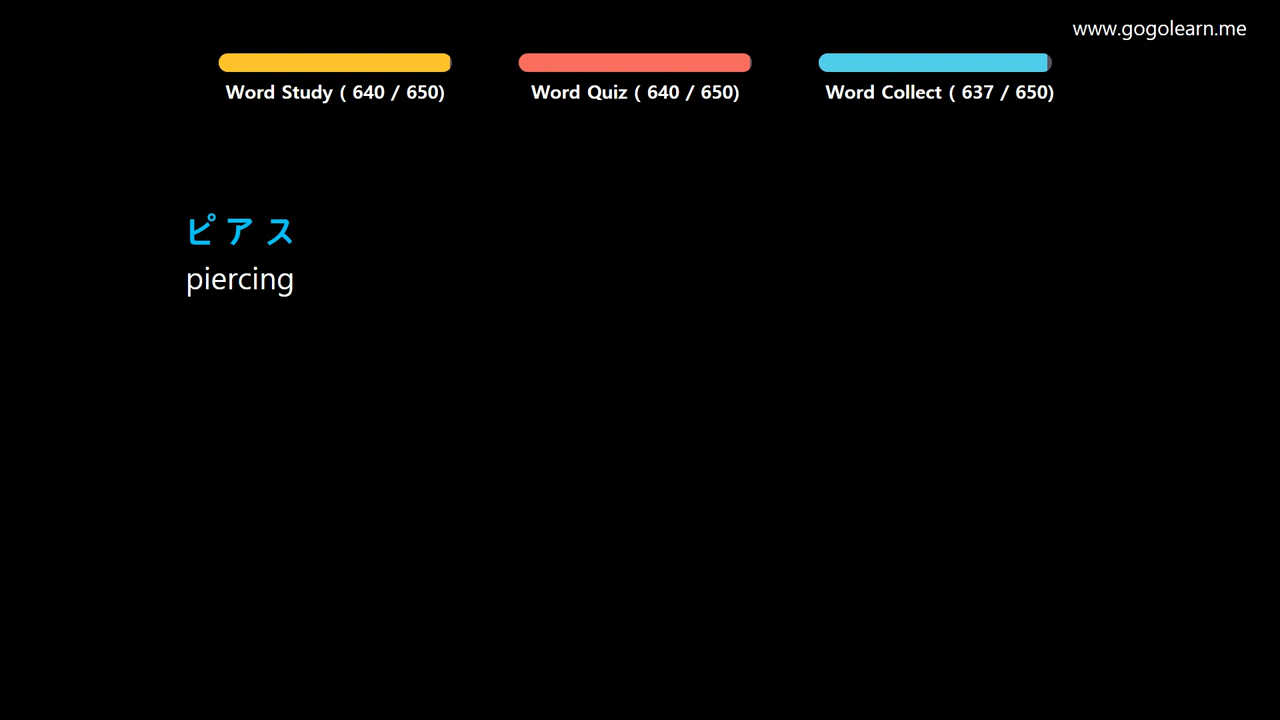 www.gogolearn.me
Word Study ( 640 / 650)
Word Quiz ( 640 / 650)
Word Collect ( 637 / 650)
ピアス
piercing